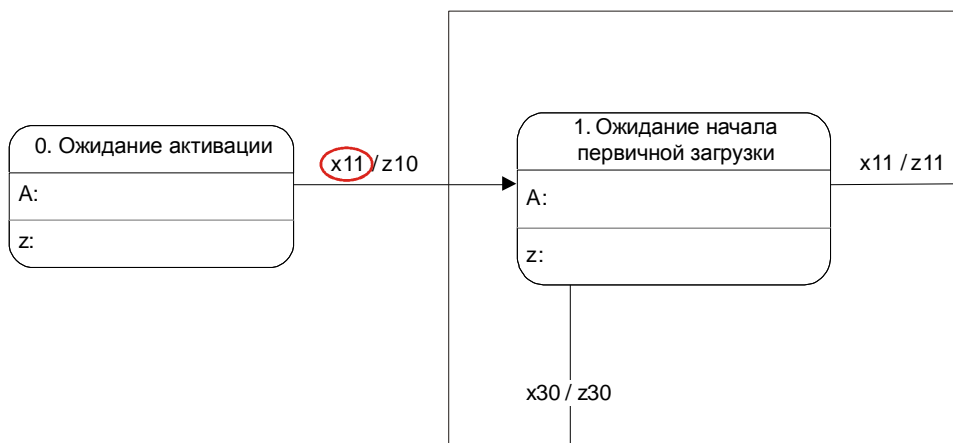 0. Ожидание активации
A:
z:
x11 / z10
1. Ожидание начала
первичной загрузки
A:
z:
x11 / z11
x30 / z30